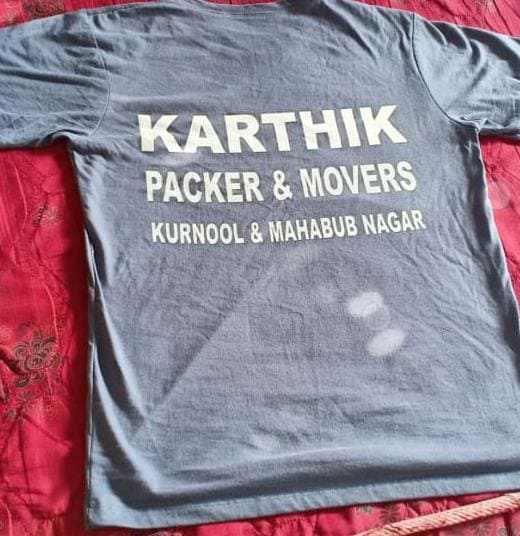 KARTHIK
PACKER & MOVERS
KURNOOL & MAHABUB NAGAR